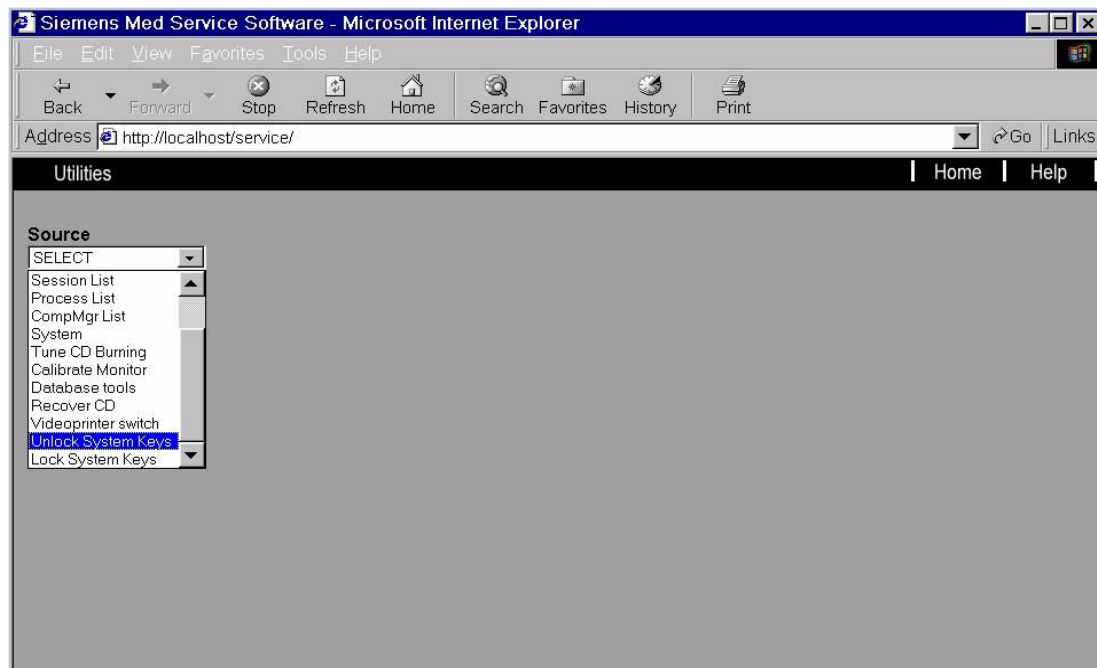 Siemens Med Service Software - Microsoft Internet Explorer
File Edit View Favorites Tools Help
Back Forward Stop Refresh Home Search Favorites History Print
Address http://localhost/service/ Go Links
Utilities Home Help
Source
SELECT
Session List
Process List
CompMgr List
System
Tune CD Burning
Calibrate Monitor
Database tools
Recover CD
Videoprinter switch
Unlock System Keys
Lock System Keys